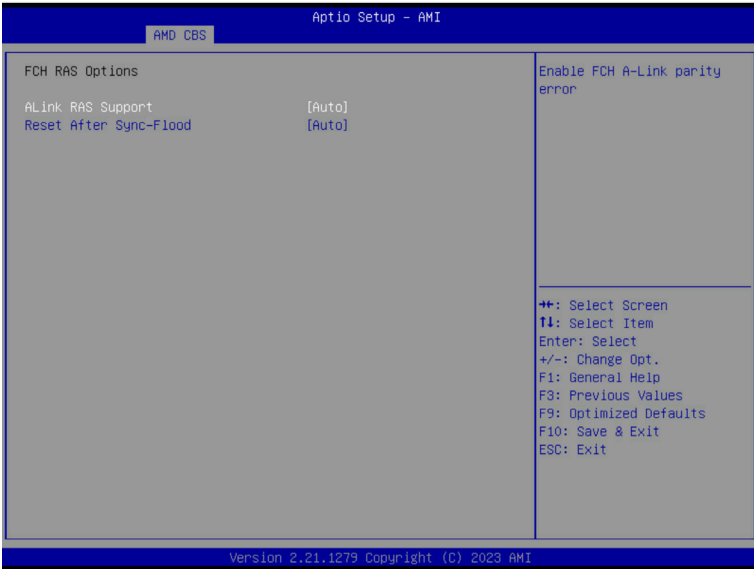 Aptio Setup – AMI
AMD CBS
FCH RAS Options
ALink RAS Support [Auto]
Reset After Sync-Flood [Auto]
Enable FCH A-Link parity
error
→←: Select Screen
↑↓: Select Item
Enter: Select
+/-: Change Opt.
F1: General Help
F3: Previous Values
F9: Optimized Defaults
F10: Save & Exit
ESC: Exit
Version 2.21.1279 Copyright (C) 2023 AMI